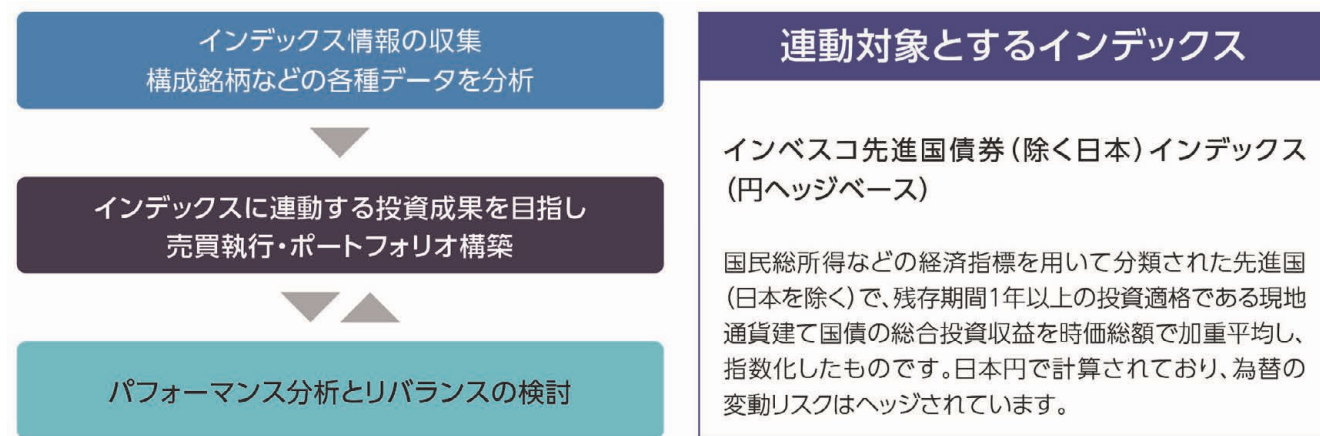 インデックス情報の収集
構成銘柄などの各種データを分析
インデックスに連動する投資成果を目指し
売買執行・ポートフォリオ構築
パフォーマンス分析とリバランスの検討
連動対象とするインデックス
インベスコ先進国債券(除く日本)インデックス
(円ヘッジベース)
国民総所得などの経済指標を用いて分類された先進国
(日本を除く)で、残存期間1年以上の投資適格である現地
通貨建て国債の総合投資収益を時価総額で加重平均し、
指数化したものです。日本円で計算されており、為替の
変動リスクはヘッジされています。